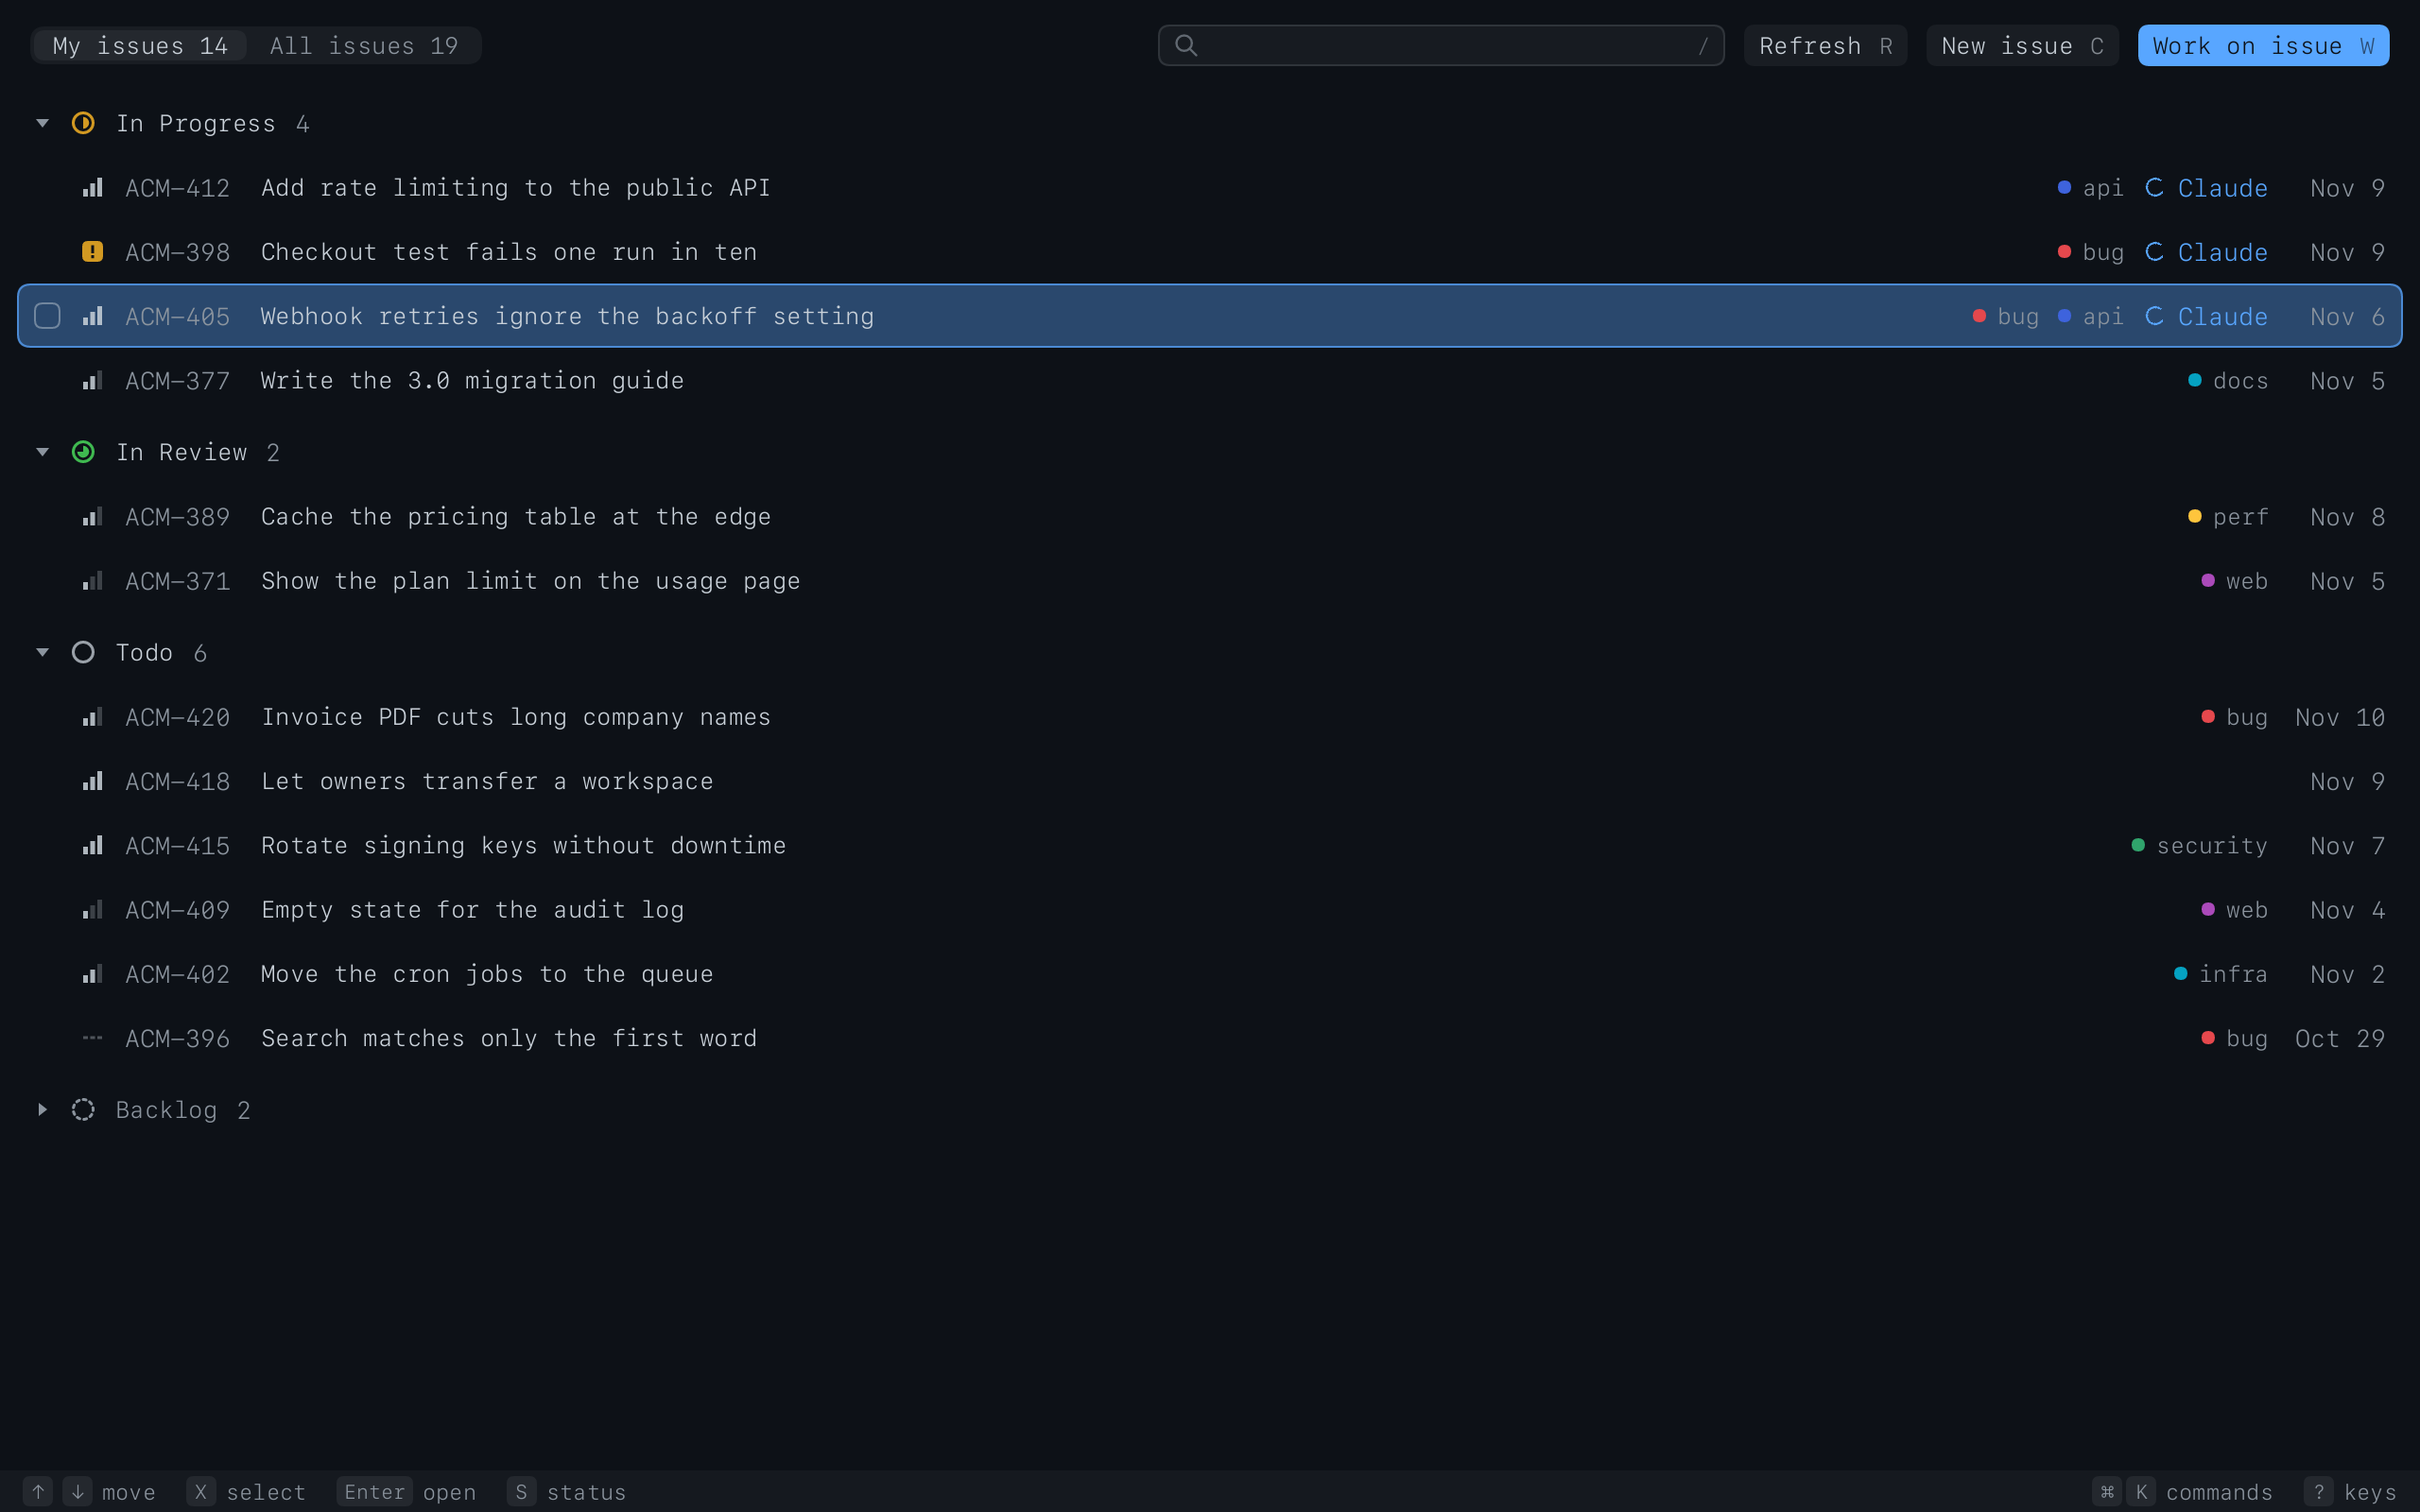 My issues 14 All issues 19 / Refresh R New issue C Work on issue W
In Progress 4
ACM-412 Add rate limiting to the public API api Claude Nov 9
ACM-398 Checkout test fails one run in ten bug Claude Nov 9
ACM-405 Webhook retries ignore the backoff setting bug api Claude Nov 6
ACM-377 Write the 3.0 migration guide docs Nov 5
In Review 2
ACM-389 Cache the pricing table at the edge perf Nov 8
ACM-371 Show the plan limit on the usage page web Nov 5
Todo 6
ACM-420 Invoice PDF cuts long company names bug Nov 10
ACM-418 Let owners transfer a workspace Nov 9
ACM-415 Rotate signing keys without downtime security Nov 7
ACM-409 Empty state for the audit log web Nov 4
ACM-402 Move the cron jobs to the queue infra Nov 2
ACM-396 Search matches only the first word bug Oct 29
Backlog 2
↑ ↓ move X select Enter open S status ⌘ K commands ? keys